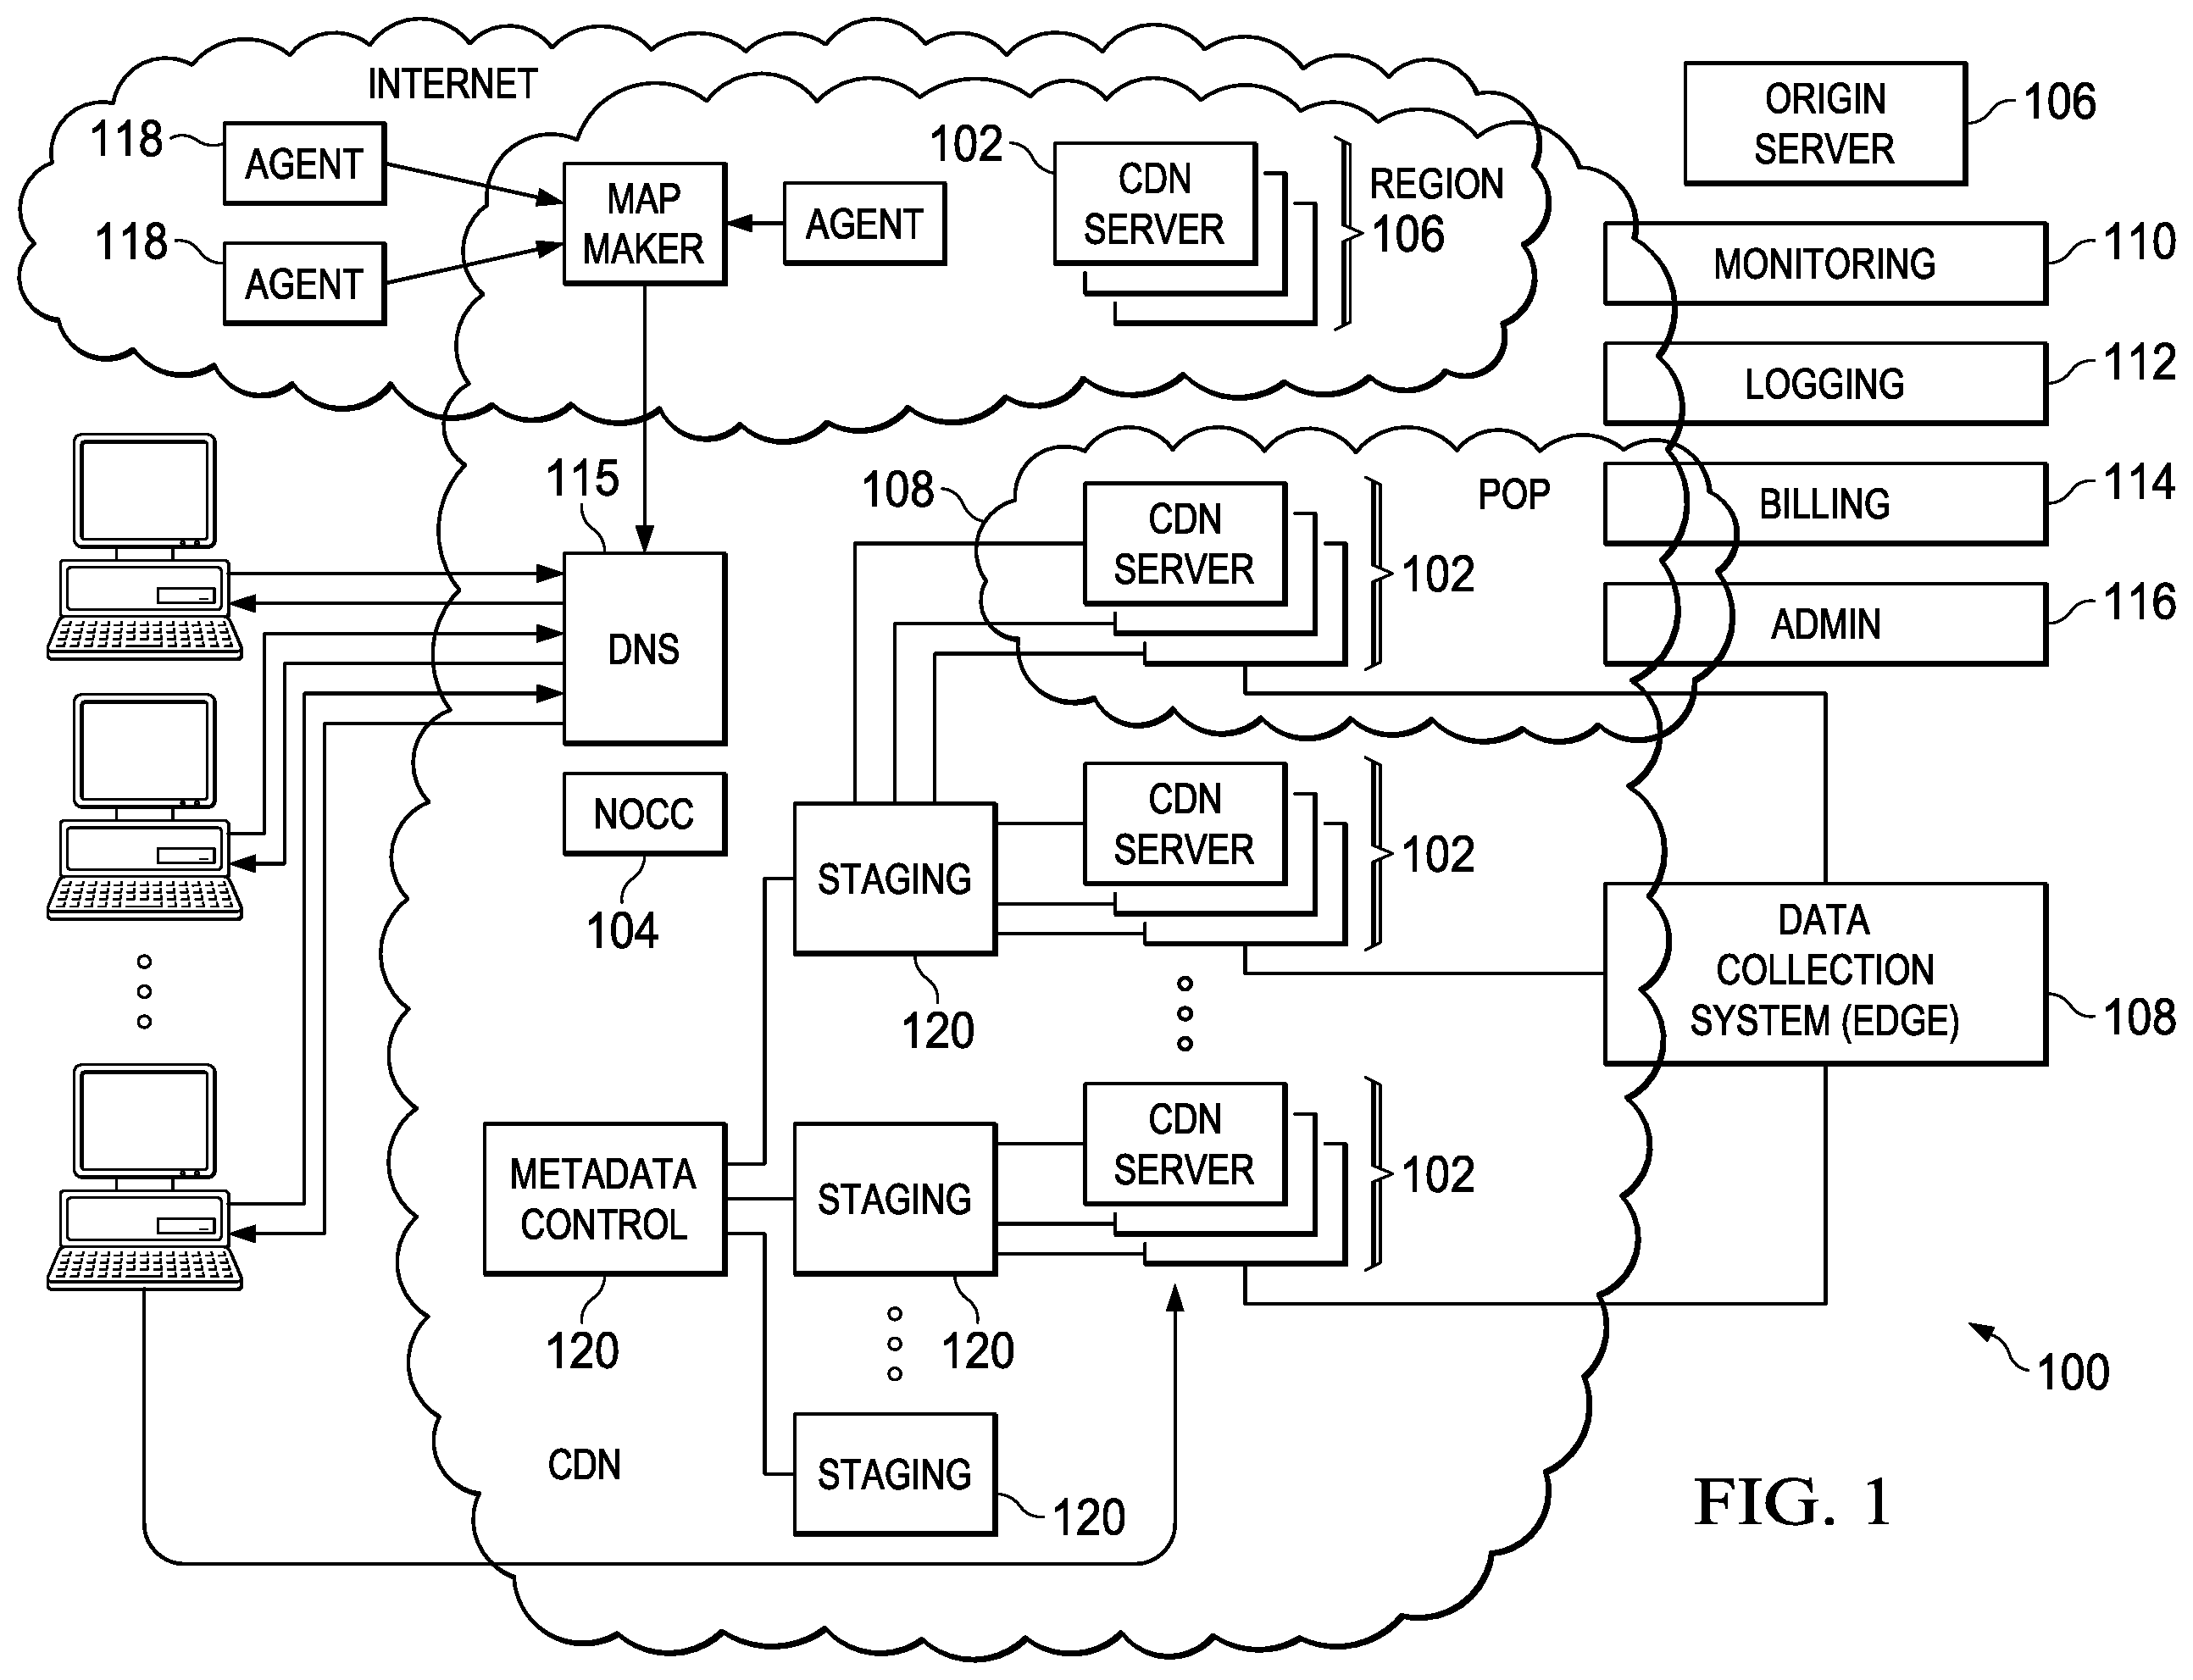 INTERNET
ORIGIN
SERVER
106
118
AGENT
MAP
MAKER
AGENT
102
CDN
SERVER
REGION
106
118
AGENT
MONITORING
110
LOGGING
112
115
DNS
108
CDN
SERVER
POP
102
BILLING
114
ADMIN
116
NOCC
104
STAGING
120
CDN
SERVER
102
DATA
COLLECTION
SYSTEM (EDGE)
108
METADATA
CONTROL
120
STAGING
120
CDN
SERVER
102
100
CDN
STAGING
120
FIG. 1